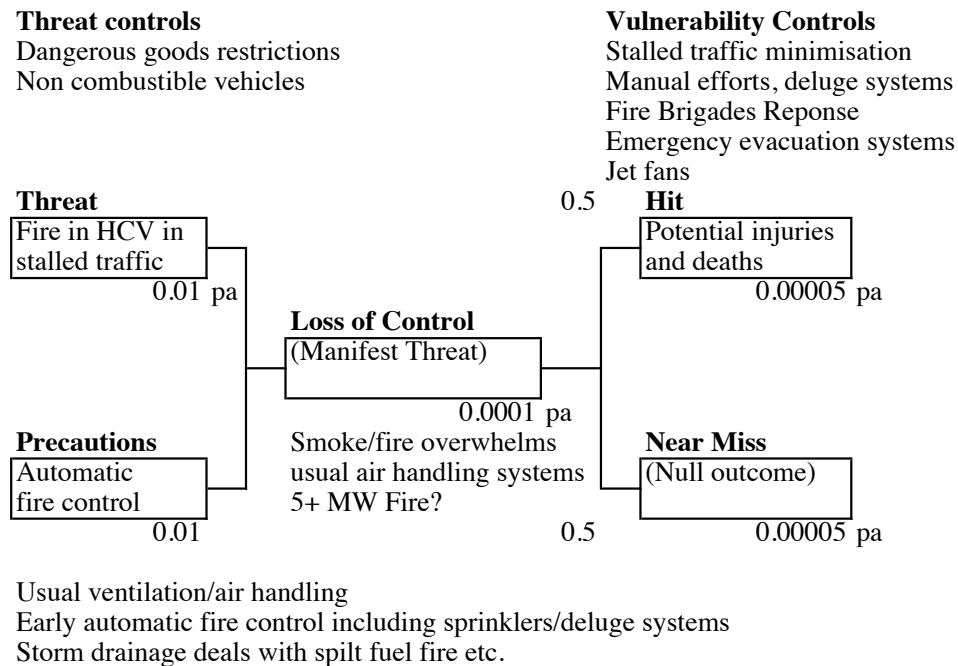 Threat controls
Dangerous goods restrictions
Non combustible vehicles
Vulnerability Controls
Stalled traffic minimisation
Manual efforts, deluge systems
Fire Brigades Reponse
Emergency evacuation systems
Jet fans
Threat
Fire in HCV in
stalled traffic
0.01 pa
0.5
Hit
Potential injuries
and deaths
0.00005 pa
Loss of Control
(Manifest Threat)
0.0001 pa
Smoke/fire overwhelms
usual air handling systems
5+ MW Fire?
Precautions
Automatic
fire control
0.01
0.5
Near Miss
(Null outcome)
0.00005 pa
Usual ventilation/air handling
Early automatic fire control including sprinklers/deluge systems
Storm drainage deals with spilt fuel fire etc.